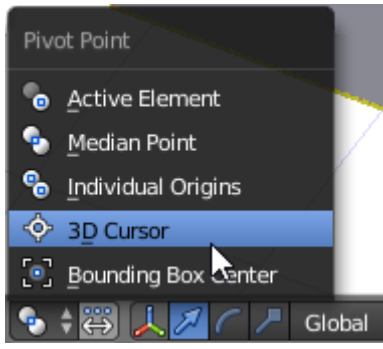 Pivot Point
Active Element
Median Point
Individual Origins
3D Cursor
Bounding Box Center
Global